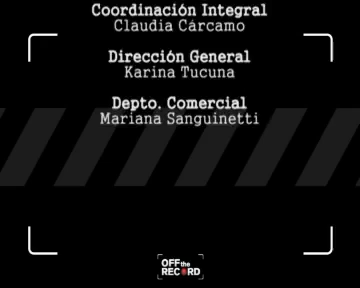 Coordinación Integral
Claudia Cárcamo
Dirección General
Karina Tucuna
Depto. Comercial
Mariana Sanguinetti
OFF the
RECORD